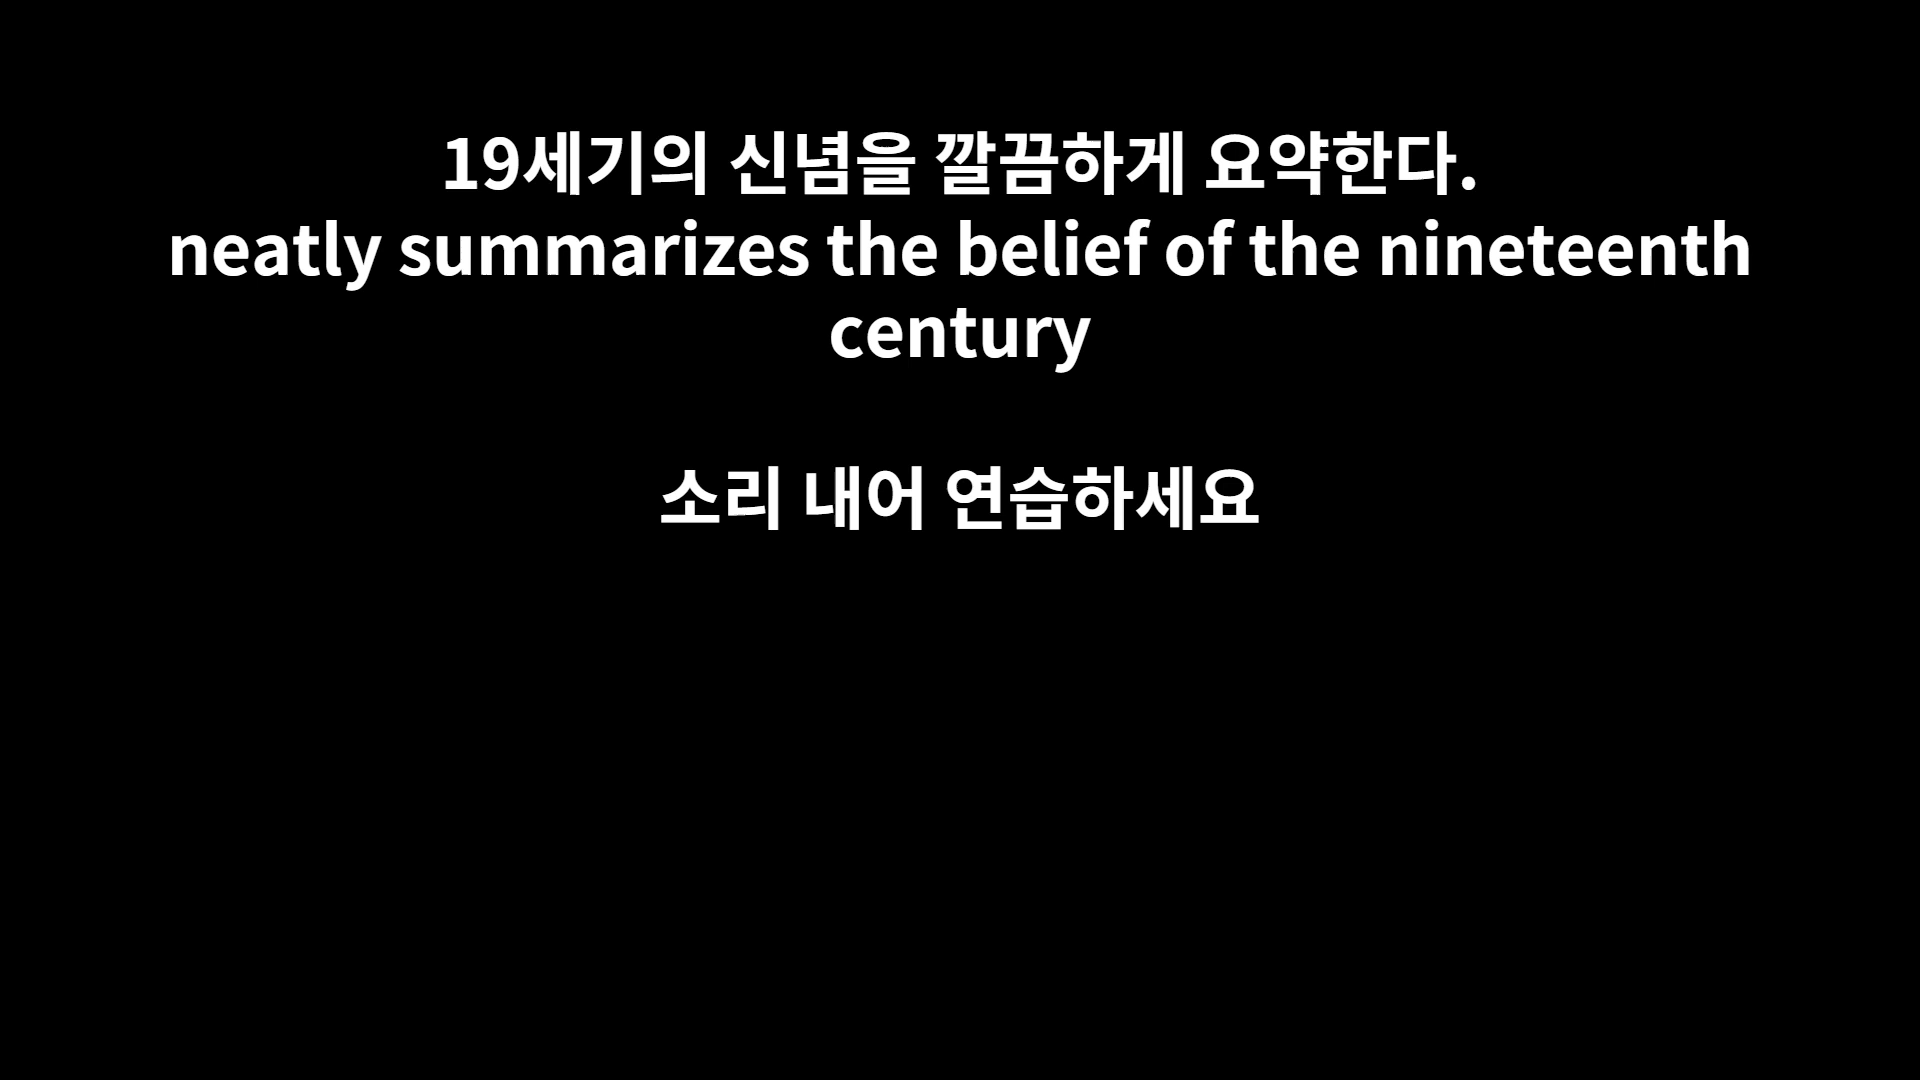 19세기의 신념을 깔끔하게 요약한다.
neatly summarizes the belief of the nineteenth
century
소리 내어 연습하세요